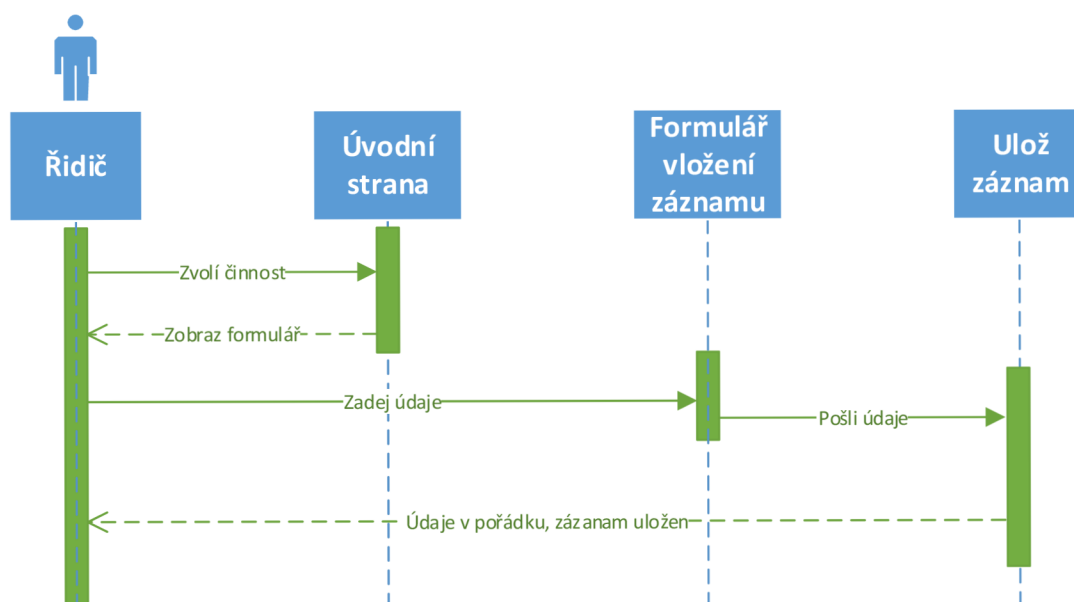 Řidič
Úvodní
strana
Formulář
vložení
záznamu
Ulož
záznam
Zvolí činnost
Zobraz formulář
Zadej údaje
Pošli údaje
Údaje v pořádku, zázanam uložen